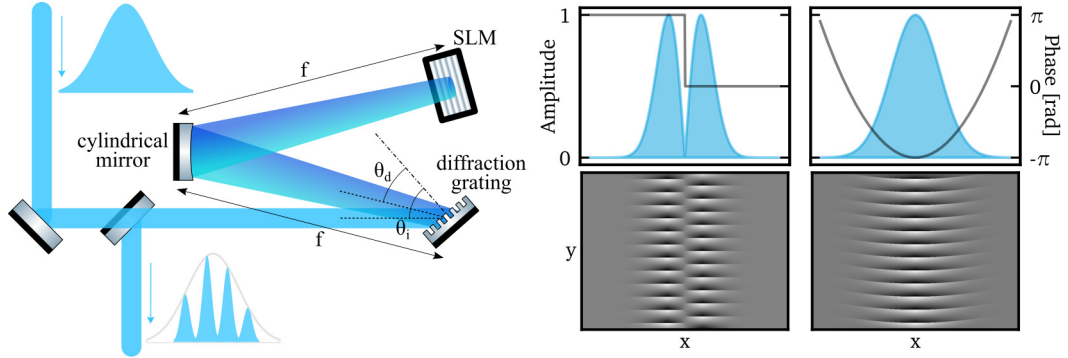 SLM
f
cylindrical
mirror
diffraction
grating
θd
θi
f
1
0
Amplitude
π
0
-π
Phase [rad]
y
x
x